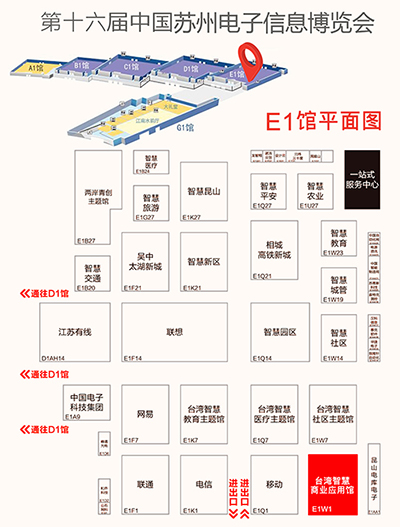 第十六届中国苏州电子信息博览会
A1馆
B1馆
C1馆
D1馆
E1馆
G1馆
E1馆平面图
两岸青创
主题馆
E1B27
智慧
医疗
E1B24
智慧
旅游
E1G27
智慧昆山
E1K27
智慧
平安
E1Q27
智慧
农业
E1U27
一站式
服务中心
智慧
交通
E1B20
吴中
太湖新城
E1F21
智慧新区
E1K21
相城
高铁新城
E1Q21
智慧
教育
E1W23
智慧
城管
E1W19
通往D1馆
江苏有线
D1AH14
联想
E1F14
智慧园区
E1Q14
智慧
社区
E1W14
通往D1馆
中国电子
科技集团
E1A9
网易
E1F7
台湾智慧
教育主题馆
E1K7
台湾智慧
医疗主题馆
E1Q7
台湾智慧
社区主题馆
E1W7
通往D1馆
联通
E1F1
电信
E1K1
进出口
进出口
移动
E1Q1
台湾智慧
商业应用馆
E1W1
昆山电库电子